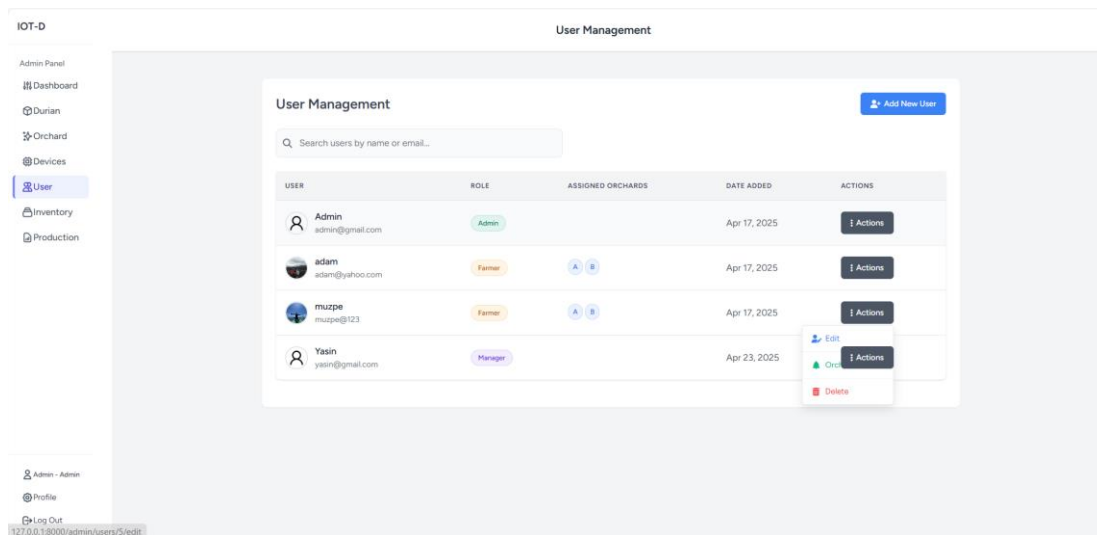 IOT-D
User Management
Admin Panel
Dashboard
Durian
Orchard
Devices
User
Inventory
Production
User Management
Add New User
Search users by name or email...
USER ROLE ASSIGNED ORCHARDS DATE ADDED ACTIONS
Admin
admin@gmail.com
Admin Apr 17, 2025 Actions
adam
adam@yahoo.com
Farmer A B Apr 17, 2025 Actions
muzpe
muzpe@123
Farmer A B Apr 17, 2025 Actions
Edit
Yasin
yasin@gmail.com
Manager Apr 23, 2025 Actions
Delete
Admin - Admin
Profile
Log Out
127.0.0.1:8000/admin/users/5/edit